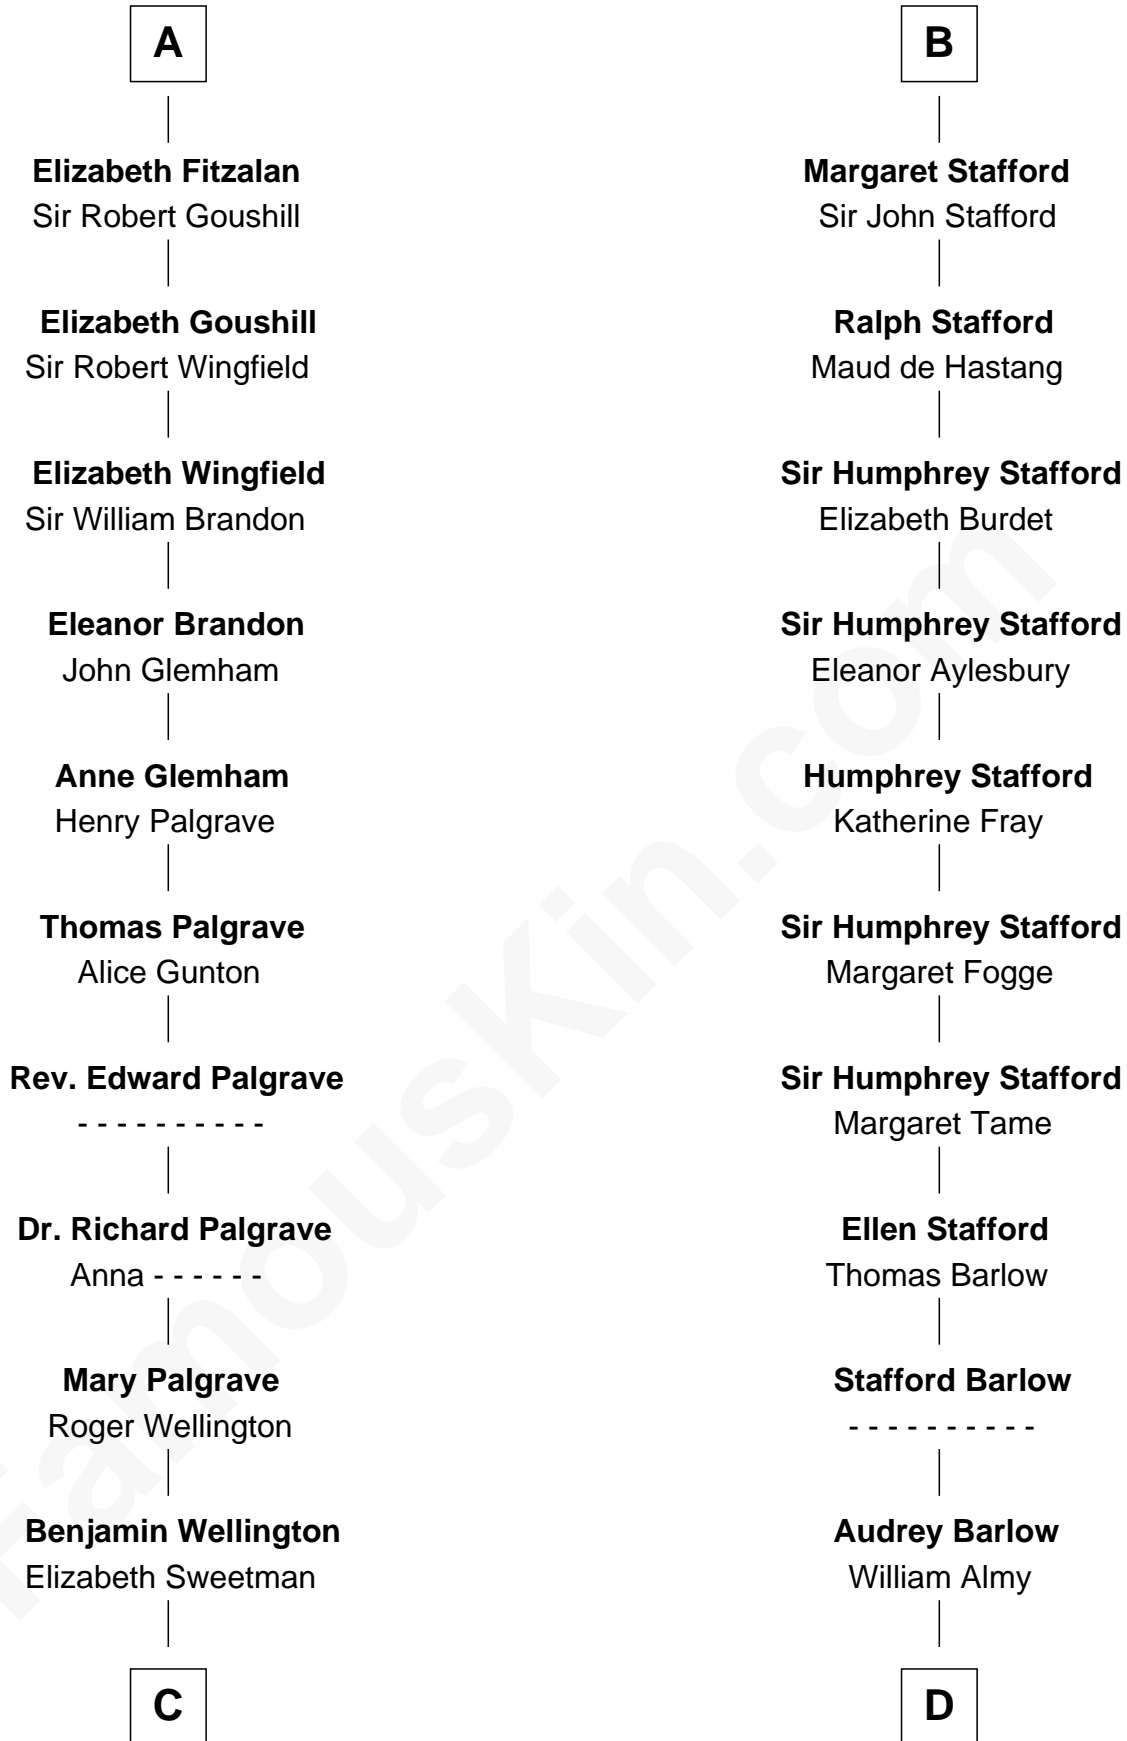 A
Elizabeth Fitzalan
Sir Robert Goushill
Elizabeth Goushill
Sir Robert Wingfield
Elizabeth Wingfield
Sir William Brandon
Eleanor Brandon
John Glemham
Anne Glemham
Henry Palgrave
Thomas Palgrave
Alice Gunton
Rev. Edward Palgrave
- - - - - - - - - -
Dr. Richard Palgrave
Anna - - - - - -
Mary Palgrave
Roger Wellington
Benjamin Wellington
Elizabeth Sweetman
C
B
Margaret Stafford
Sir John Stafford
Ralph Stafford
Maud de Hastang
Sir Humphrey Stafford
Elizabeth Burdet
Sir Humphrey Stafford
Eleanor Aylesbury
Humphrey Stafford
Katherine Fray
Sir Humphrey Stafford
Margaret Fogge
Sir Humphrey Stafford
Margaret Tame
Ellen Stafford
Thomas Barlow
Stafford Barlow
- - - - - - - - - -
Audrey Barlow
William Almy
D
FamousKin.com